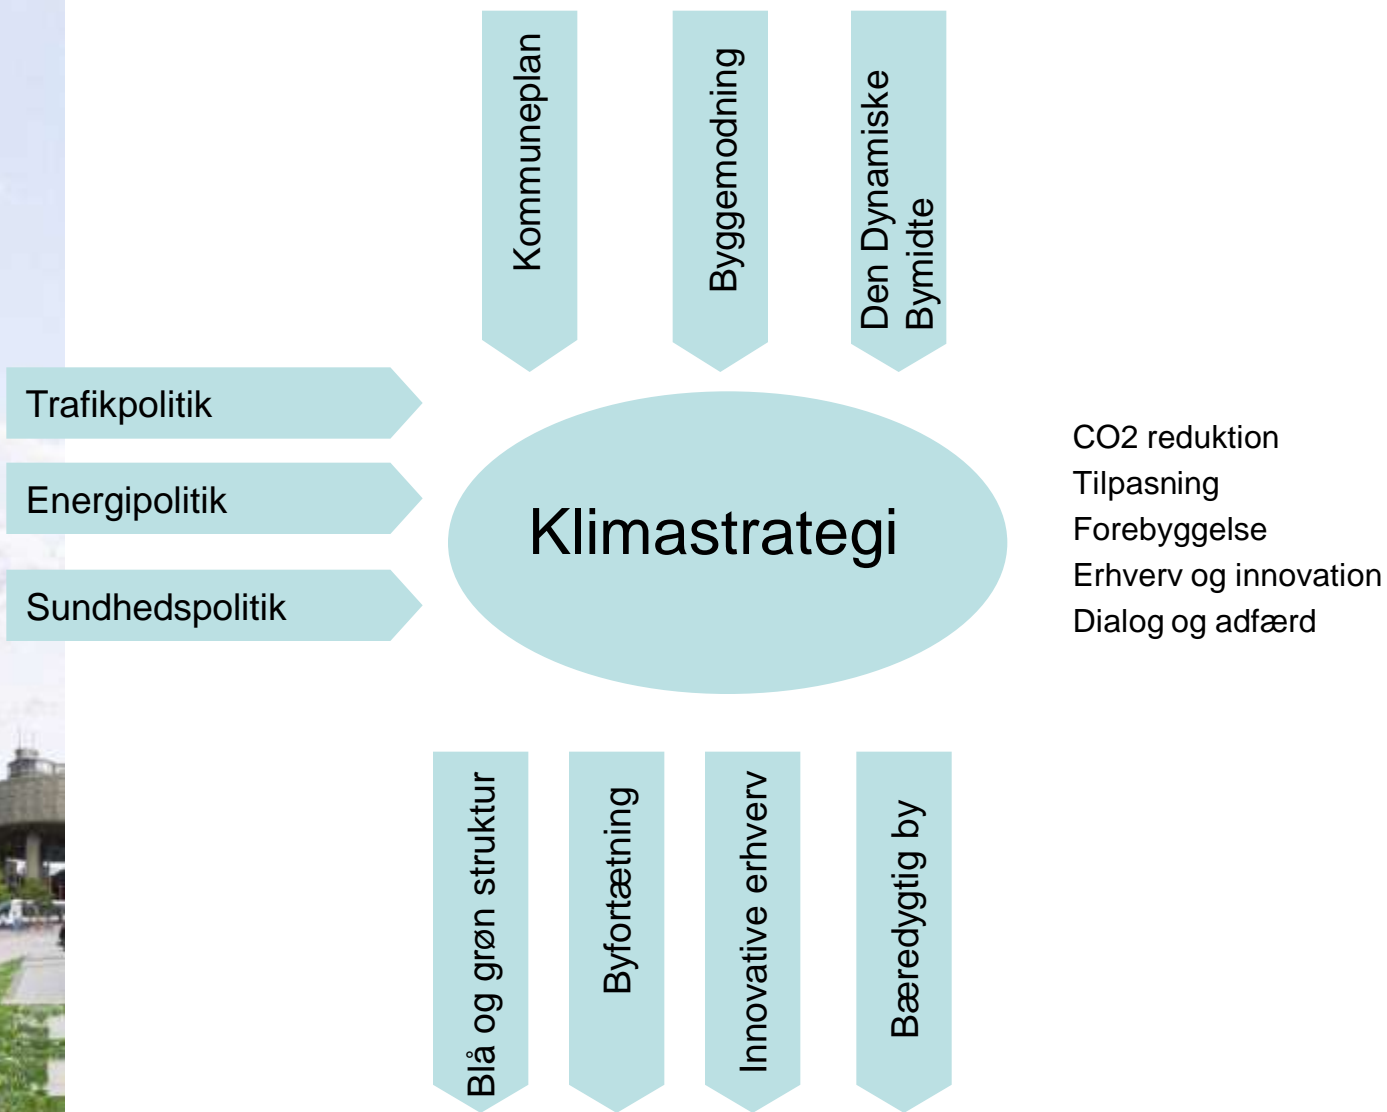 Kommuneplan
Byggemodning
Den Dynamiske
Bymidte
Trafikpolitik
Energipolitik
Sundhedspolitik
Klimastrategi
CO2 reduktion
Tilpasning
Forebyggelse
Erhverv og innovation
Dialog og adfærd
Blå og grøn struktur
Byfortætning
Innovative erhverv
Bæredygtig by